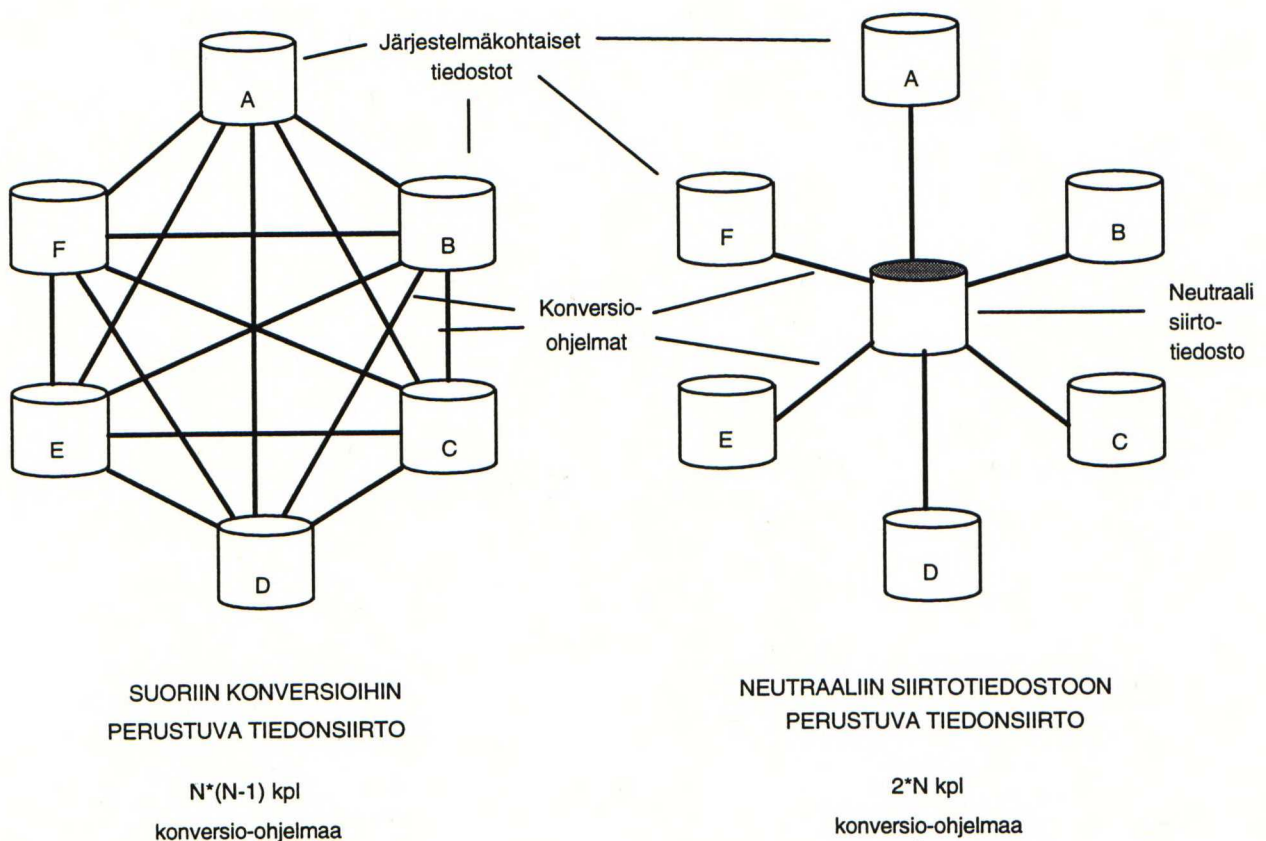 Järjestelmäkohtaiset
tiedostot
A
F
B
E
C
D
A
F
B
E
C
D
Konversio-
ohjelmat
Neutraali
siirto-
tiedosto
SUORIIN KONVERSIOIHIN
PERUSTUVA TIEDONSIIRTO
N*(N-1) kpl
konversio-ohjelmaa
NEUTRAALIIN SIIRTOTIEDOSTOON
PERUSTUVA TIEDONSIIRTO
2*N kpl
konversio-ohjelmaa